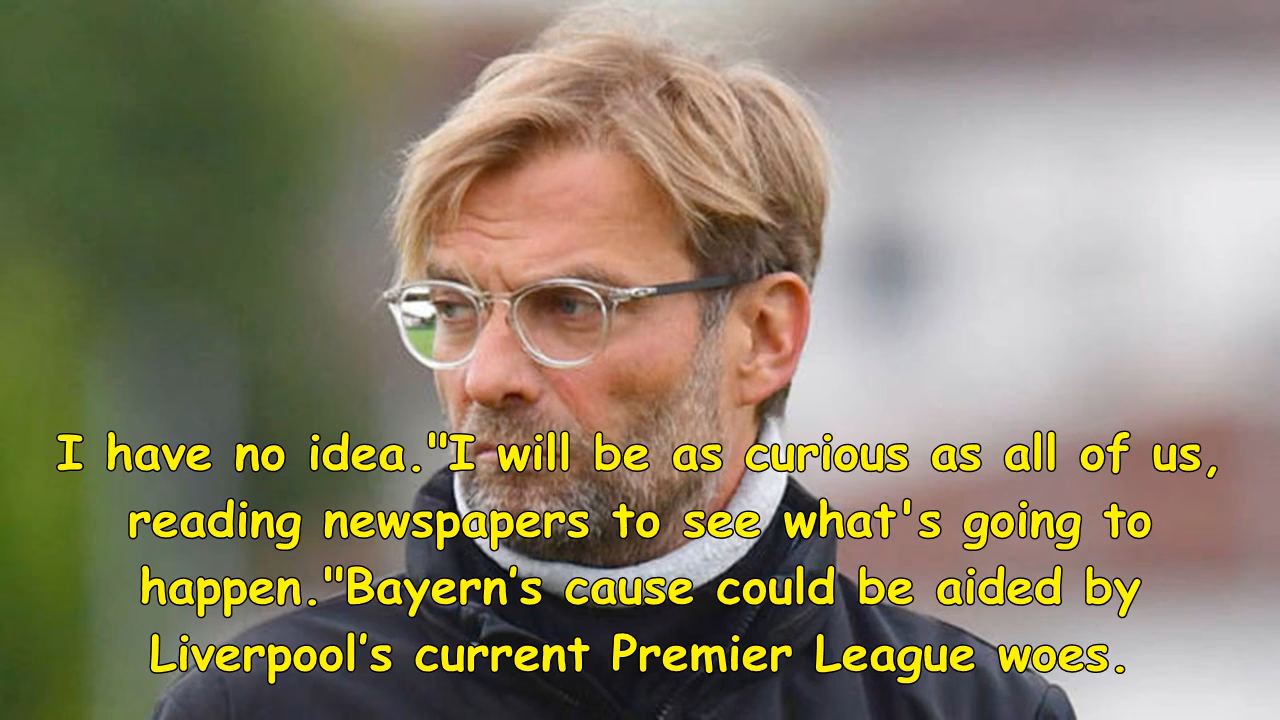 I have no idea."I will be as curious as all of us,
reading newspapers to see what's going to
happen."Bayern’s cause could be aided by
Liverpool’s current Premier League woes.